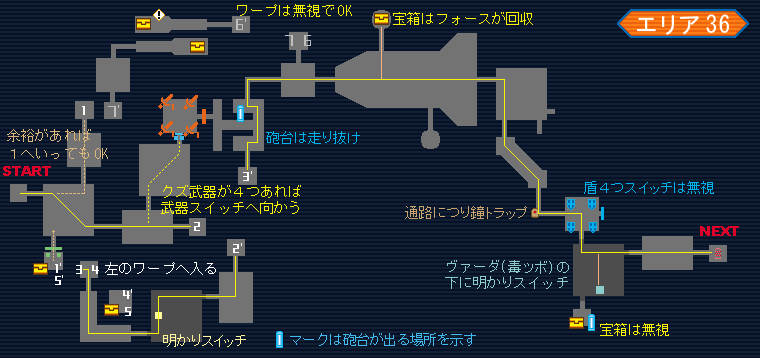 ワープは無視でOK
6'
宝箱はフォースが回収
エリア 36
7 6
7'
1
余裕があれば
1へいってもOK
砲台は走り抜け
START
3'
クズ武器が4つあれば
武器スイッチへ向かう
盾4つスイッチは無視
通路につり鐘トラップ
2
NEXT
2'
1'
5'
3 4
左のワープへ入る
ヴァーダ(毒ツボ)の
下に明かりスイッチ
4'
5
明かりスイッチ
マークは砲台が出る場所を示す
宝箱は無視